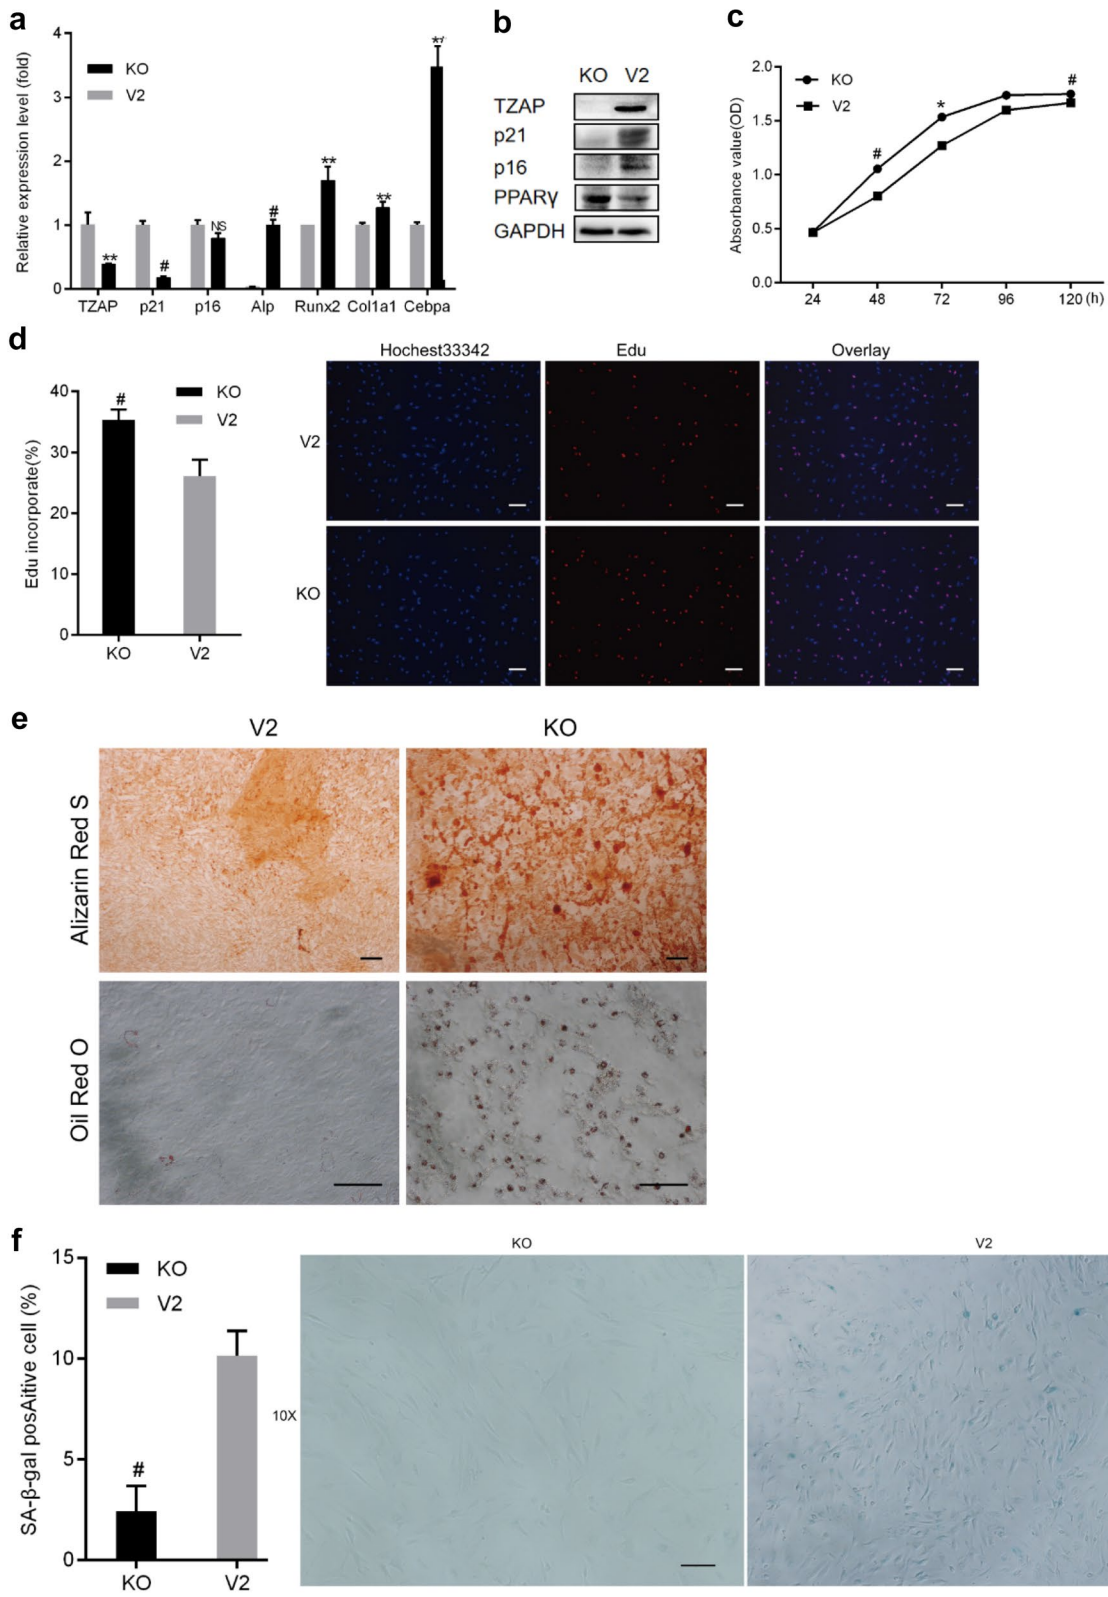 a
Relative expression level (fold)
4
3
2
1
0
KO
V2
**
#
NS
#
**
**
**
TZAP p21 p16 Alp Runx2 Col1a1 Cebpa
b
KO V2
TZAP
p21
p16
PPARγ
GAPDH
c
Absorbance value(OD)
2.0
1.5
1.0
0.5
0.0
KO
V2
#
*
#
24 48 72 96 120 (h)
d
Edu incorporate(%)
40
30
20
10
0
#
KO
V2
KO V2
Hochest33342 Edu Overlay
V2
KO
e
V2 KO
Alizarin Red S
Oil Red O
f
SA-β-gal posAitive cell (%)
15
10
5
0
KO
V2
#
KO V2
KO V2
10X